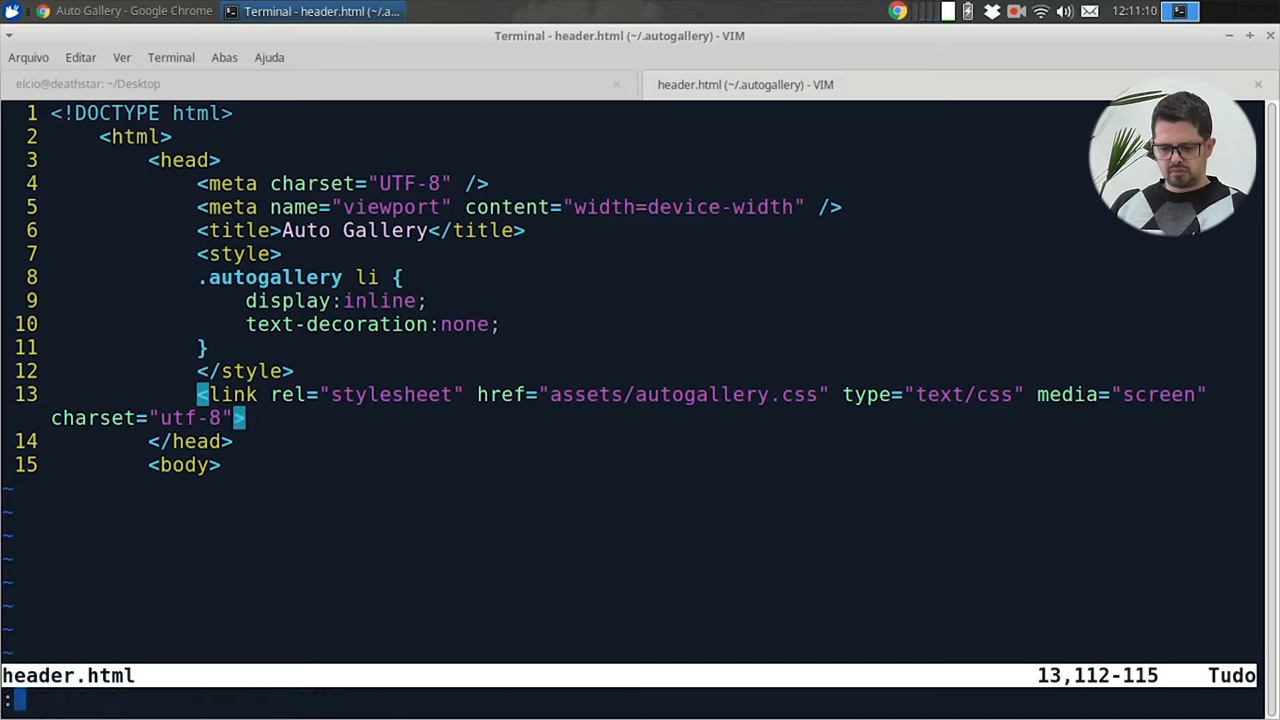 Auto Gallery - Google Chrome
Terminal - header.html (~/.a...
12:11:10
Terminal - header.html (~/.autogallery) - VIM
Arquivo Editar Ver Terminal Abas Ajuda
elcio@deathstar: ~/Desktop
header.html (~/.autogallery) - VIM
1 <!DOCTYPE html>
2 <html>
3 <head>
4 <meta charset="UTF-8" />
5 <meta name="viewport" content="width=device-width" />
6 <title>Auto Gallery</title>
7 <style>
8 .autogallery li {
9 display:inline;
10 text-decoration:none;
11 }
12 </style>
13 <link rel="stylesheet" href="assets/autogallery.css" type="text/css" media="screen"
charset="utf-8">
14 </head>
15 <body>
~
~
~
~
~
~
~
~
header.html 13,112-115 Tudo
: